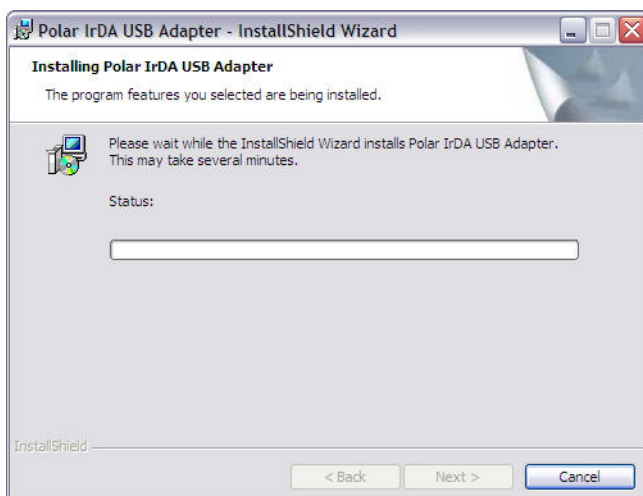 Polar IrDA USB Adapter - InstallShield Wizard
Installing Polar IrDA USB Adapter
The program features you selected are being installed.
Please wait while the InstallShield Wizard installs Polar IrDA USB Adapter.
This may take several minutes.
Status:
InstallShield
< Back
Next >
Cancel